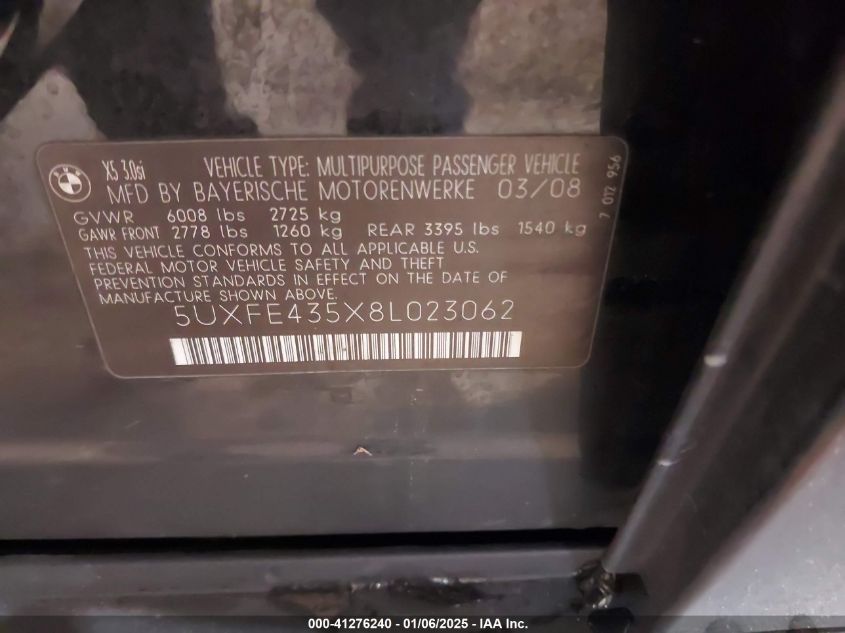 BMW
X5 3.0si VEHICLE TYPE: MULTIPURPOSE PASSENGER VEHICLE
MFD BY BAYERISCHE MOTORENWERKE 03/08
GVWR 6008 lbs 2725 kg
GAWR FRONT 2778 lbs 1260 kg REAR 3395 lbs 1540 kg
THIS VEHICLE CONFORMS TO ALL APPLICABLE U.S.
FEDERAL MOTOR VEHICLE SAFETY AND THEFT
PREVENTION STANDARDS IN EFFECT ON THE DATE OF
MANUFACTURE SHOWN ABOVE.
5UXFE435X8L023062
7 012 956
000-41276240 - 01/06/2025 - IAA Inc.